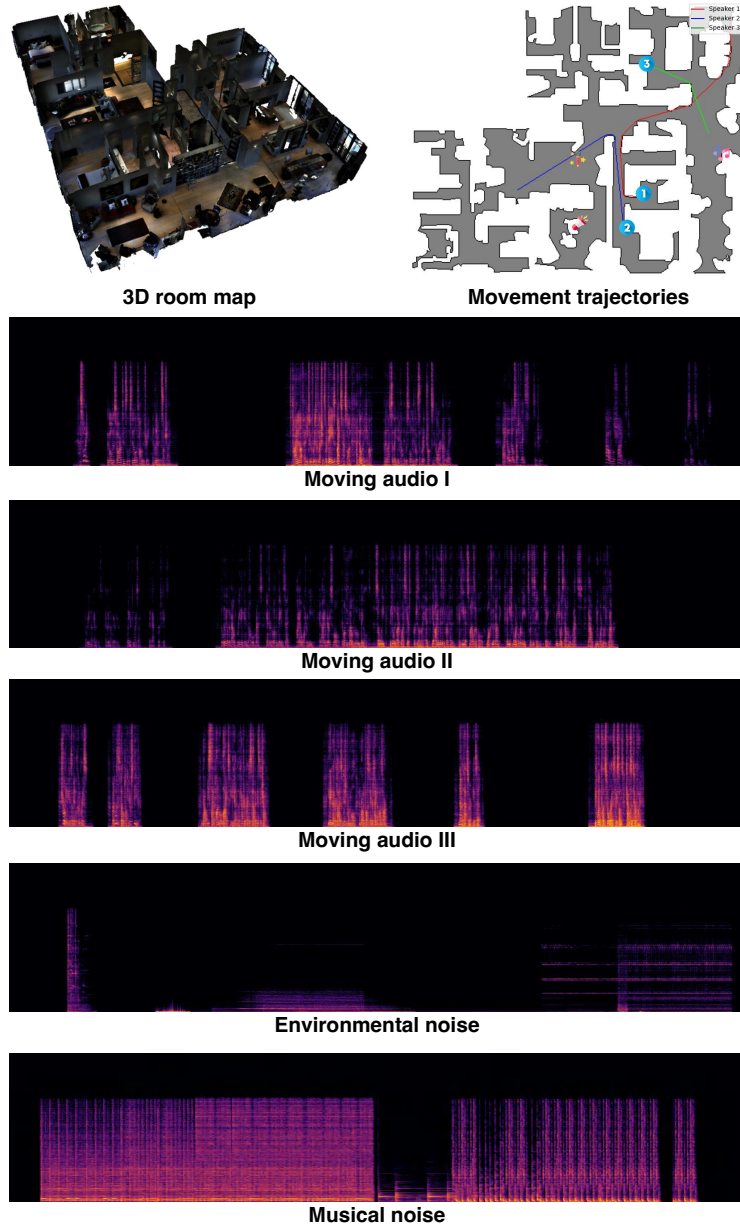 Speaker 1
Speaker 2
Speaker 3
3
1
2
3D room map
Movement trajectories
Moving audio I
Moving audio II
Moving audio III
Environmental noise
Musical noise